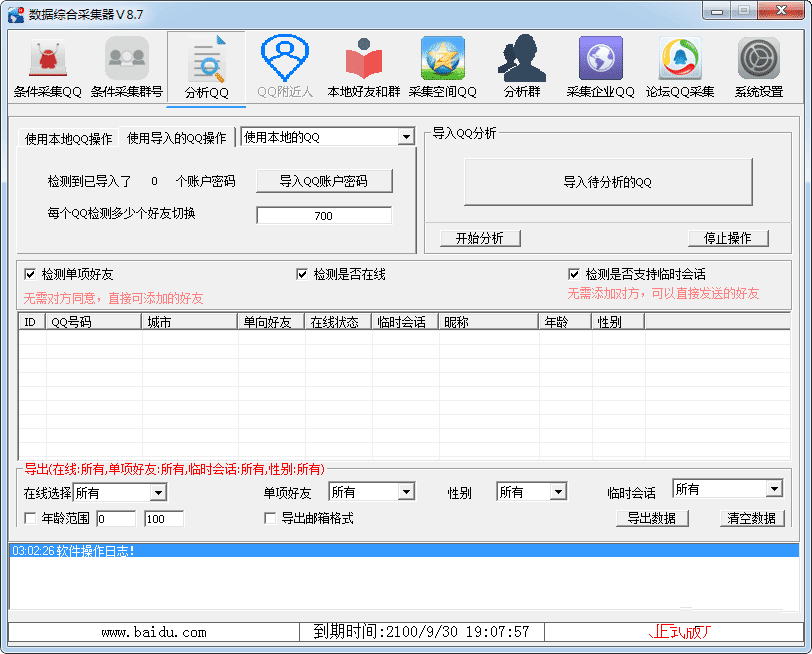 数据综合采集器V8.7
条件采集QQ 条件采集群号 分析QQ QQ附近人 本地好友和群 采集空间QQ 分析群 采集企业QQ 论坛QQ采集 系统设置
使用本地QQ操作 使用导入的QQ操作 使用本地的QQ
检测到已导入了 0 个账户密码 导入QQ账户密码
每个QQ检测多少个好友切换 700
导入QQ分析
导入待分析的QQ
开始分析 停止操作
检测单项好友 检测是否在线 检测是否支持临时会话
无需对方同意，直接可添加的好友 无需添加对方，可以直接发送的好友
ID QQ号码 城市 单向好友 在线状态 临时会话 昵称 年龄 性别
导出(在线:所有,单项好友:所有,临时会话:所有,性别:所有)
在线选择 所有 单项好友 所有 性别 所有 临时会话 所有
年龄范围 0 100 导出邮箱格式 导出数据 清空数据
03:02:26 软件操作日志!
www.baidu.com 到期时间:2100/9/30 19:07:57 正式版